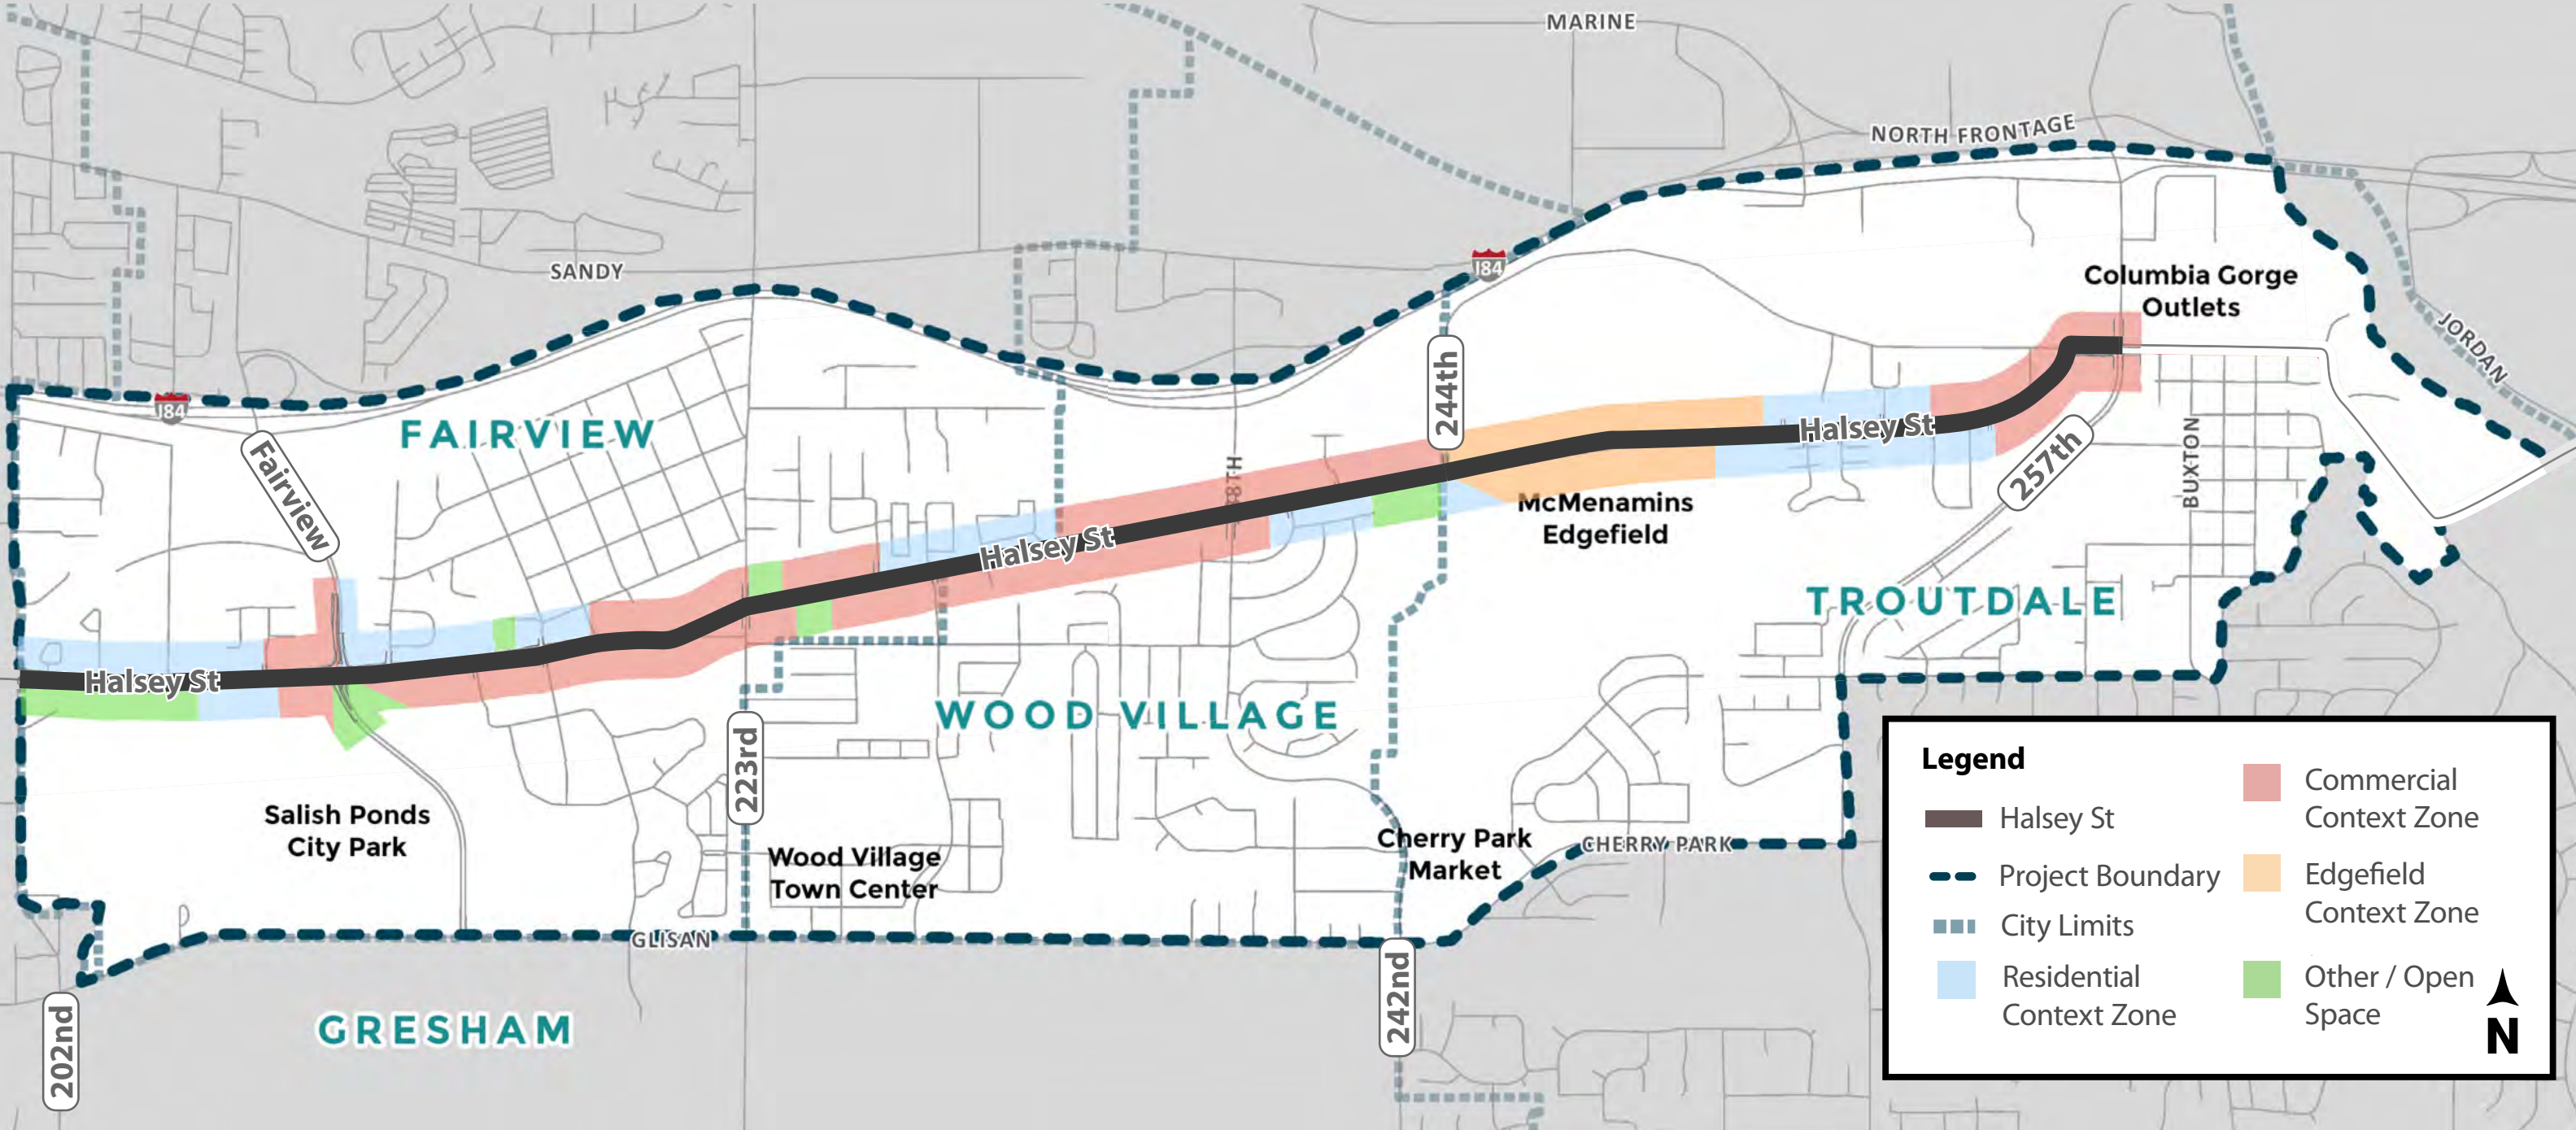 MARINE
NORTH FRONTAGE
SANDY
I84
Columbia Gorge
Outlets
JORDAN
244th
I84
FAIRVIEW
Fairview
Halsey St
257th
BUXTON
McMenamins
Edgefield
Halsey St
TROUTDALE
Halsey St
WOOD VILLAGE
223rd
Salish Ponds
City Park
Wood Village
Town Center
Cherry Park
Market
CHERRY PARK
GLISAN
242nd
GRESHAM
202nd
Legend
Halsey St
Project Boundary
City Limits
Residential
Context Zone
Commercial
Context Zone
Edgefield
Context Zone
Other / Open
Space
N